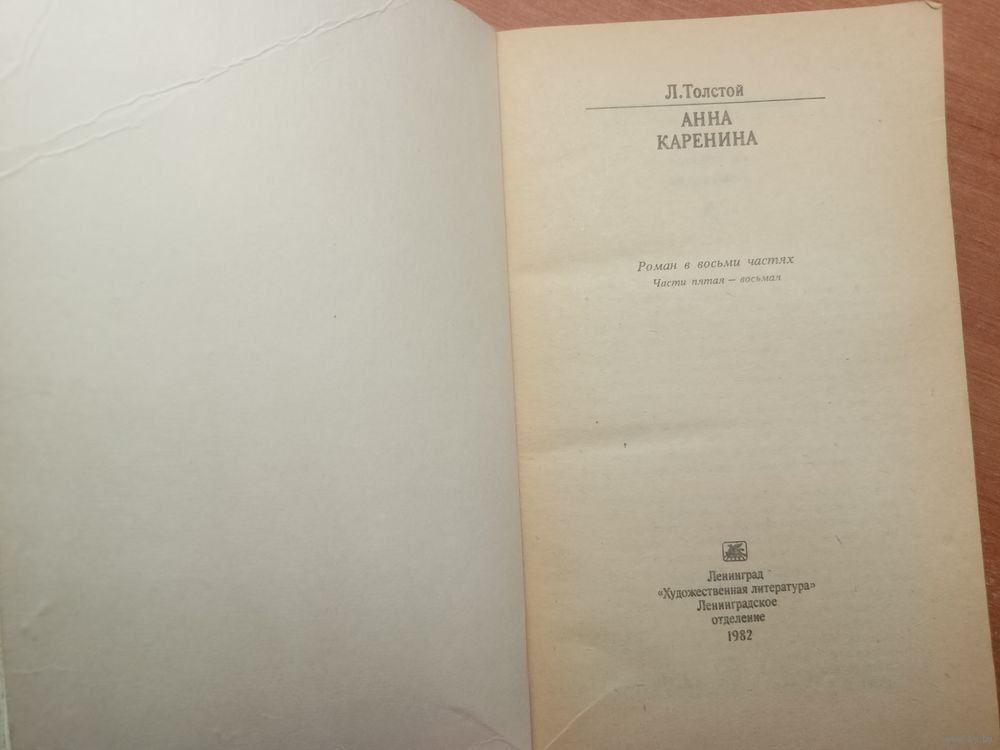 Л.Толстой
АННА
КАРЕНИНА
Роман в восьми частях
Части пятая — восьмая
Ленинград
«Художественная литература»
Ленинградское
отделение
1982